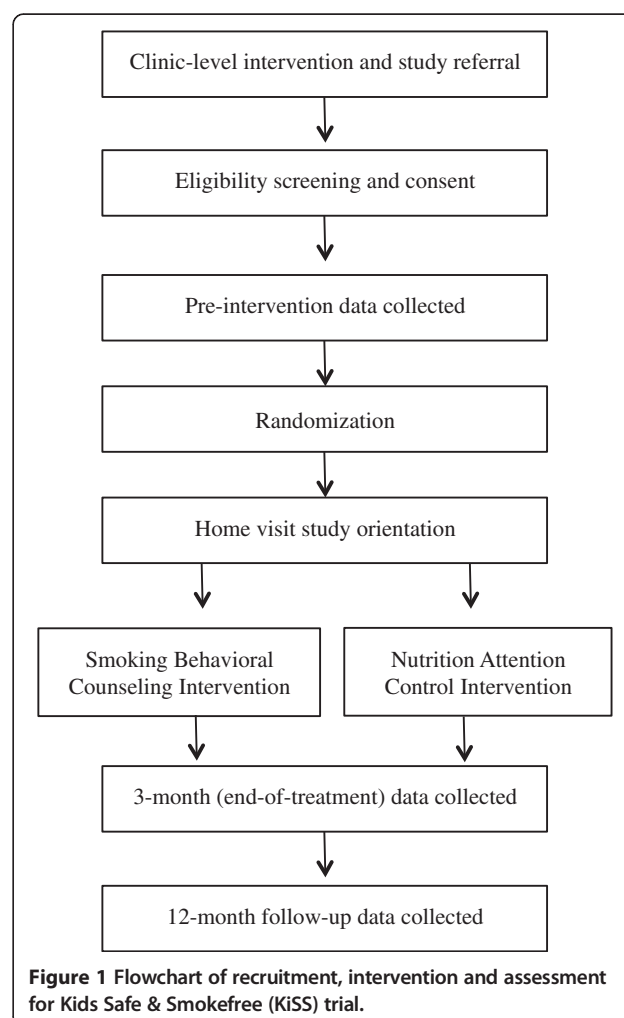 Clinic-level intervention and study referral
Eligibility screening and consent
Pre-intervention data collected
Randomization
Home visit study orientation
Smoking Behavioral
Counseling Intervention
Nutrition Attention
Control Intervention
3-month (end-of-treatment) data collected
12-month follow-up data collected
Figure 1 Flowchart of recruitment, intervention and assessment
for Kids Safe & Smokefree (KiSS) trial.